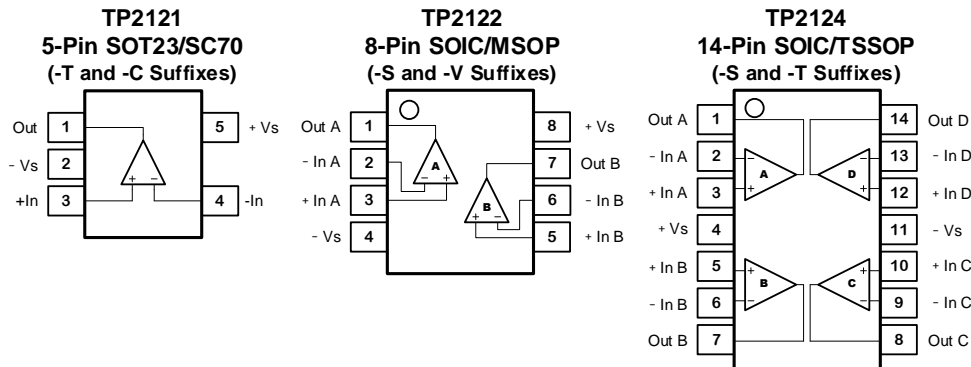 TP2121
5-Pin SOT23/SC70
(-T and -C Suffixes)
Out 1 5 + Vs
- Vs 2
+In 3 4 -In
+ -
TP2122
8-Pin SOIC/MSOP
(-S and -V Suffixes)
Out A 1 8 + Vs
- In A 2 7 Out B
A
- +
+ In A 3 6 - In B
B
+ -
- Vs 4 5 + In B
TP2124
14-Pin SOIC/TSSOP
(-S and -T Suffixes)
Out A 1 14 Out D
- In A 2 - - 13 - In D
A D
+ In A 3 + + 12 + In D
+ Vs 4 11 - Vs
+ In B 5 + + 10 + In C
B C
- In B 6 - - 9 - In C
Out B 7 8 Out C